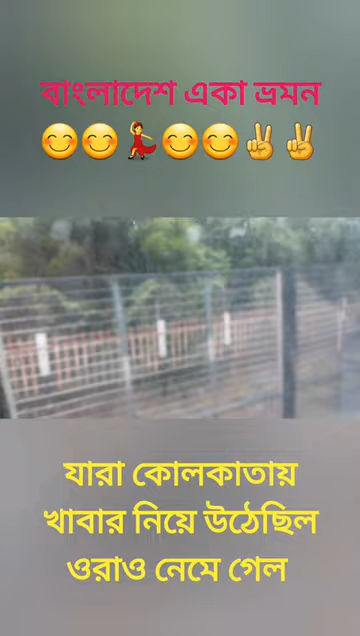 বাংলাদেশ একা ভ্রমন
😊😊💃😊😊✌️✌️
যারা কোলকাতায়
খাবার নিয়ে উঠেছিল
ওরাও নেমে গেল